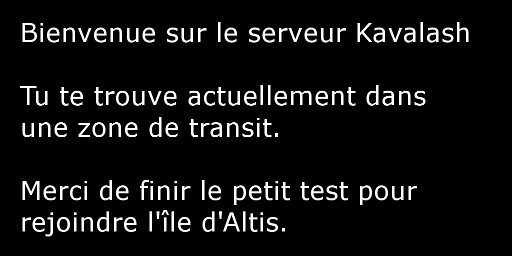 Bienvenue sur le serveur Kavalash
Tu te trouve actuellement dans
une zone de transit.
Merci de finir le petit test pour
rejoindre l'île d'Altis.